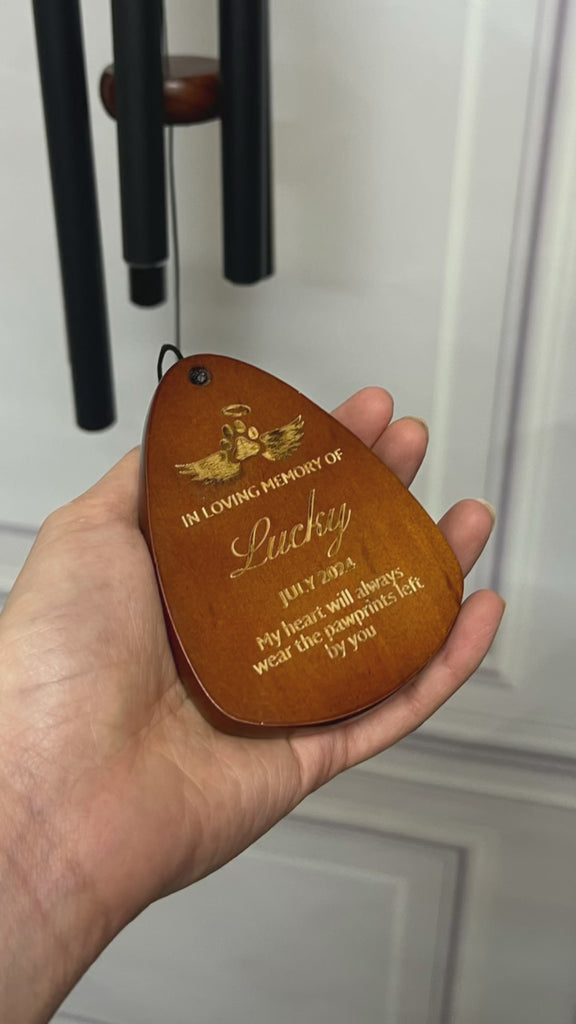 IN LOVING MEMORY OF
Lucky
JULY 2024
My heart will always
wear the pawprints left
by you